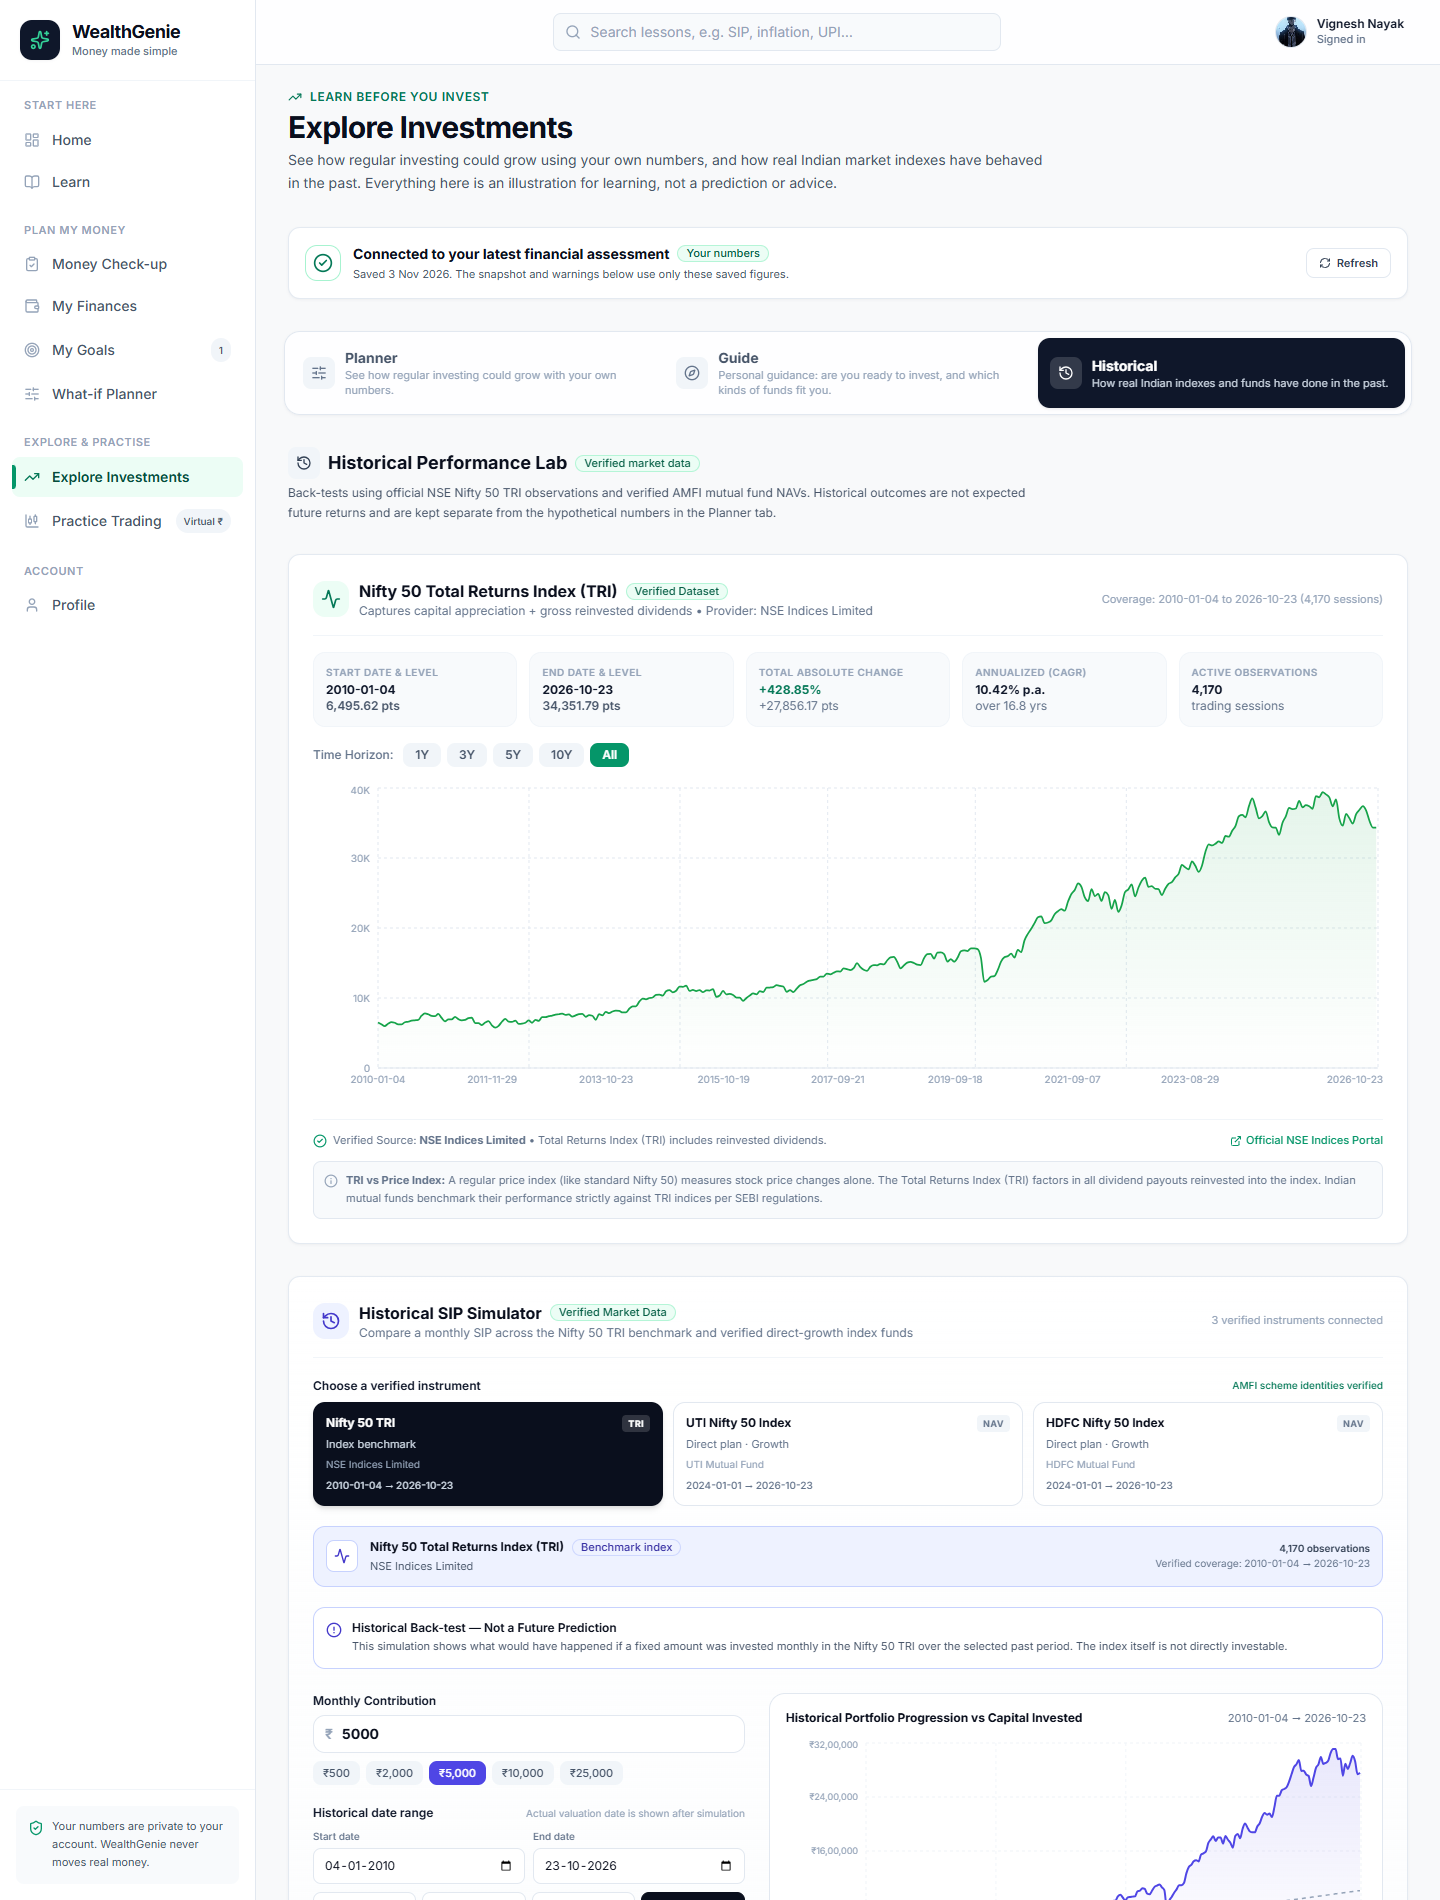 WealthGenie
Money made simple
Search lessons, e.g. SIP, inflation, UPI...
Vignesh Nayak
Signed in
START HERE
Home
Learn
PLAN MY MONEY
Money Check-up
My Finances
My Goals
1
What-if Planner
EXPLORE & PRACTISE
Explore Investments
Practice Trading
Virtual ₹
ACCOUNT
Profile
Your numbers are private to your
account. WealthGenie never
moves real money.
LEARN BEFORE YOU INVEST
Explore Investments
See how regular investing could grow using your own numbers, and how real Indian market indexes have behaved
in the past. Everything here is an illustration for learning, not a prediction or advice.
Connected to your latest financial assessment
Your numbers
Saved 3 Nov 2026. The snapshot and warnings below use only these saved figures.
Refresh
Planner
See how regular investing could grow with your own
numbers.
Guide
Personal guidance: are you ready to invest, and which
kinds of funds fit you.
Historical
How real Indian indexes and funds have done in the past.
Historical Performance Lab
Verified market data
Back-tests using official NSE Nifty 50 TRI observations and verified AMFI mutual fund NAVs. Historical outcomes are not expected
future returns and are kept separate from the hypothetical numbers in the Planner tab.
Nifty 50 Total Returns Index (TRI)
Verified Dataset
Captures capital appreciation + gross reinvested dividends • Provider: NSE Indices Limited
Coverage: 2010-01-04 to 2026-10-23 (4,170 sessions)
START DATE & LEVEL
2010-01-04
6,495.62 pts
END DATE & LEVEL
2026-10-23
34,351.79 pts
TOTAL ABSOLUTE CHANGE
+428.85%
+27,856.17 pts
ANNUALIZED (CAGR)
10.42% p.a.
over 16.8 yrs
ACTIVE OBSERVATIONS
4,170
trading sessions
Time Horizon:
1Y
3Y
5Y
10Y
All
40K
30K
20K
10K
0
2010-01-04
2011-11-29
2013-10-23
2015-10-19
2017-09-21
2019-09-18
2021-09-07
2023-08-29
2026-10-23
Verified Source: NSE Indices Limited • Total Returns Index (TRI) includes reinvested dividends.
Official NSE Indices Portal
TRI vs Price Index: A regular price index (like standard Nifty 50) measures stock price changes alone. The Total Returns Index (TRI) factors in all dividend payouts reinvested into the index. Indian
mutual funds benchmark their performance strictly against TRI indices per SEBI regulations.
Historical SIP Simulator
Verified Market Data
Compare a monthly SIP across the Nifty 50 TRI benchmark and verified direct-growth index funds
3 verified instruments connected
Choose a verified instrument
AMFI scheme identities verified
Nifty 50 TRI
TRI
Index benchmark
NSE Indices Limited
2010-01-04 → 2026-10-23
UTI Nifty 50 Index
NAV
Direct plan · Growth
UTI Mutual Fund
2024-01-01 → 2026-10-23
HDFC Nifty 50 Index
NAV
Direct plan · Growth
HDFC Mutual Fund
2024-01-01 → 2026-10-23
Nifty 50 Total Returns Index (TRI)
Benchmark index
NSE Indices Limited
4,170 observations
Verified coverage: 2010-01-04 → 2026-10-23
Historical Back-test — Not a Future Prediction
This simulation shows what would have happened if a fixed amount was invested monthly in the Nifty 50 TRI over the selected past period. The index itself is not directly investable.
Monthly Contribution
₹ 5000
₹500
₹2,000
₹5,000
₹10,000
₹25,000
Historical date range
Actual valuation date is shown after simulation
Start date
End date
04-01-2010
23-10-2026
Historical Portfolio Progression vs Capital Invested
2010-01-04 → 2026-10-23
₹32,00,000
₹24,00,000
₹16,00,000